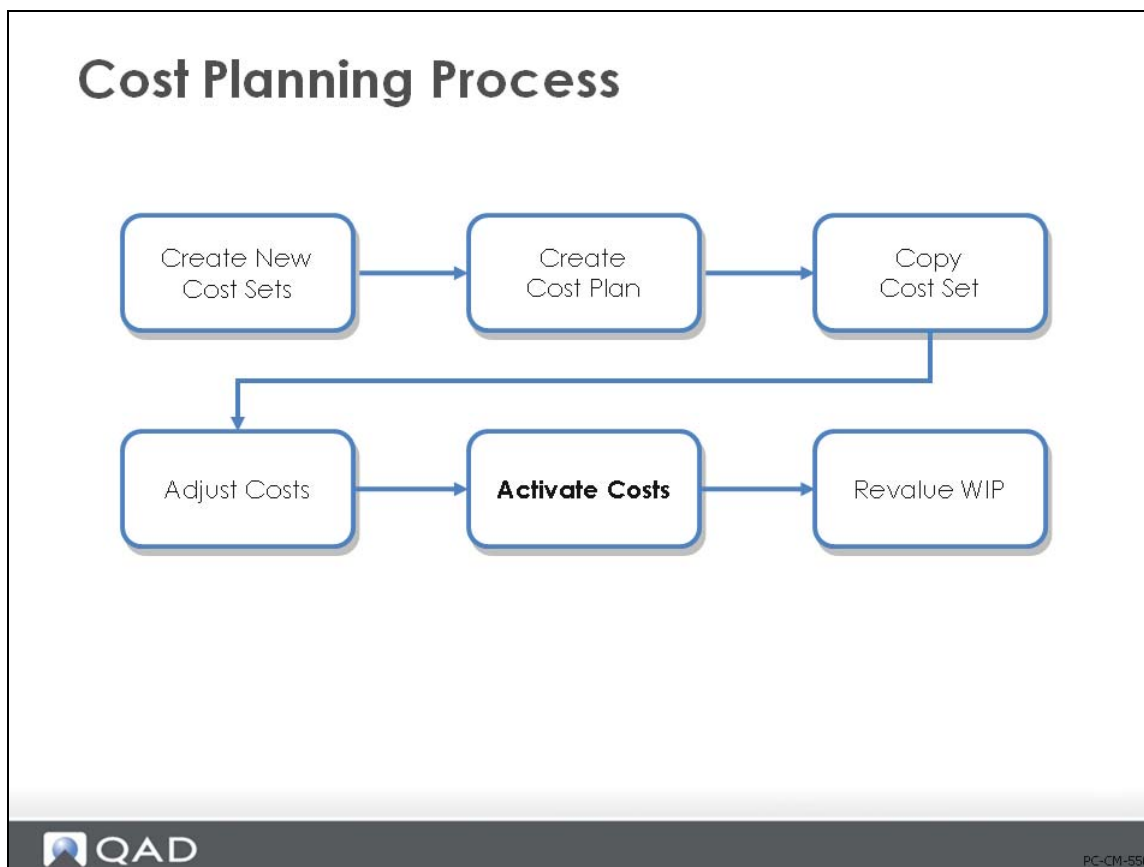 Cost Planning Process
Create New
Cost Sets
Create
Cost Plan
Copy
Cost Set
Adjust Costs
Activate Costs
Revalue WIP
QAD